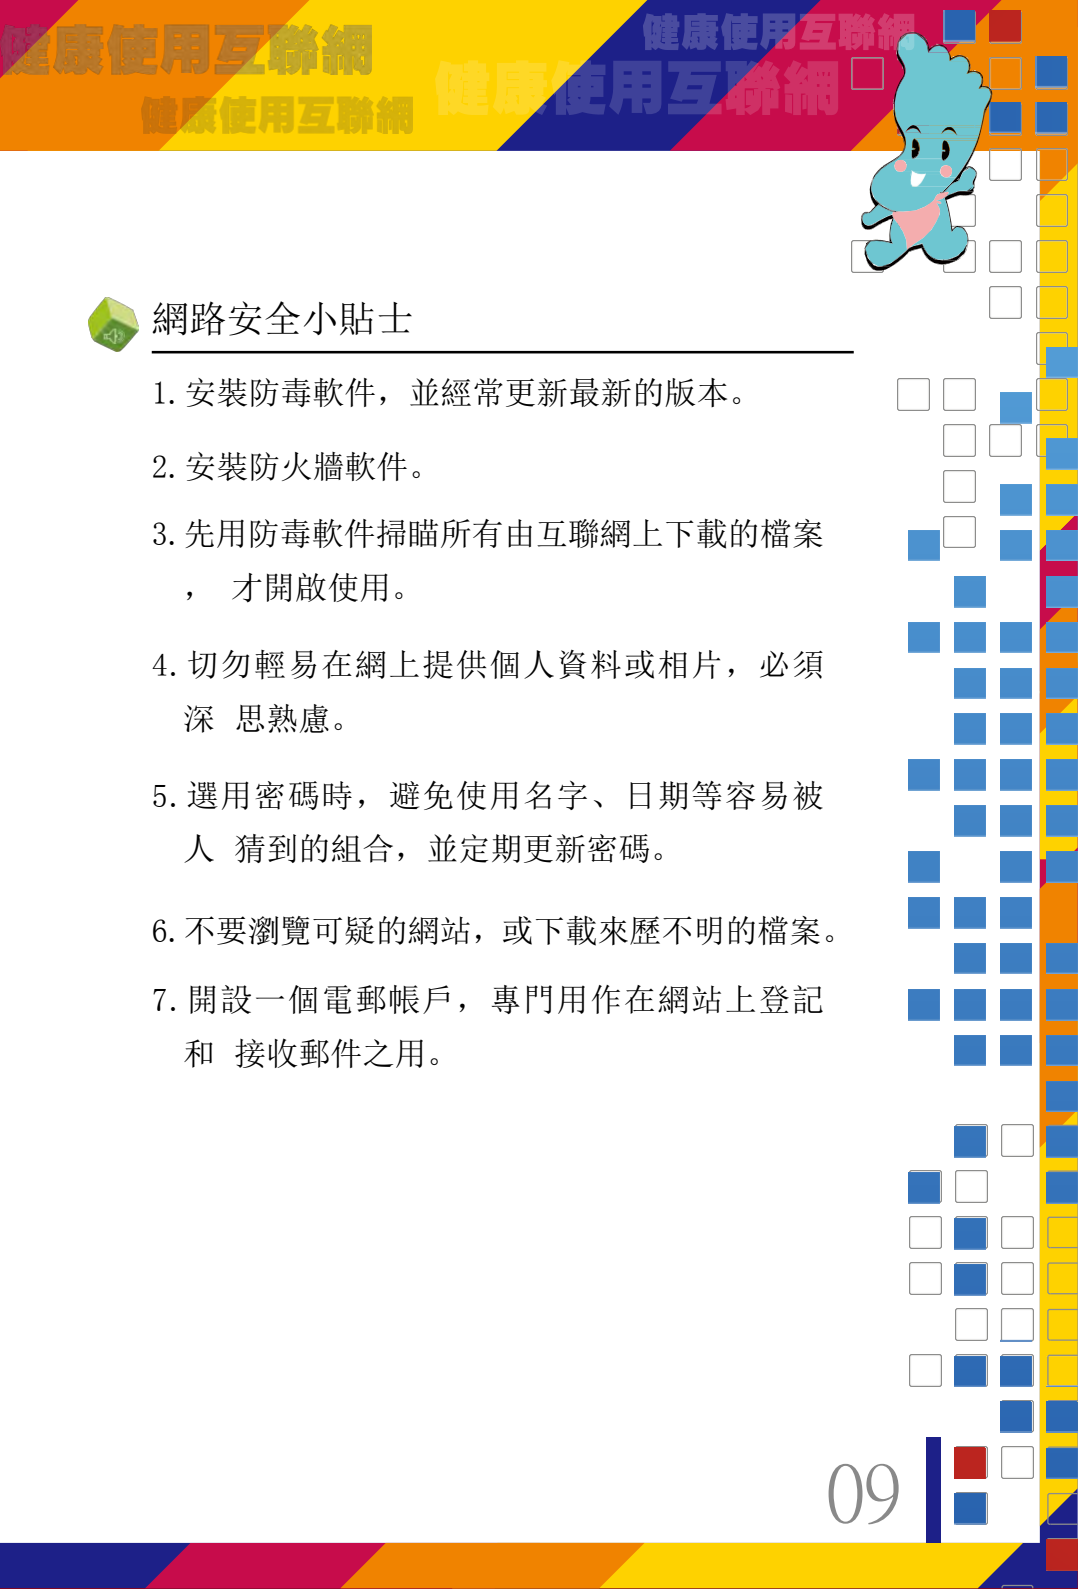 健康使用互聯網
健康使用互聯網
健康使用互聯網
健康使用互聯網
網路安全小貼士
1.安裝防毒軟件，並經常更新最新的版本。
2.安裝防火牆軟件。
3.先用防毒軟件掃瞄所有由互聯網上下載的檔案
， 才開啟使用。
4.切勿輕易在網上提供個人資料或相片，必須
深 思熟慮。
5.選用密碼時，避免使用名字、日期等容易被
人 猜到的組合，並定期更新密碼。
6.不要瀏覽可疑的網站，或下載來歷不明的檔案。
7.開設一個電郵帳戶，專門用作在網站上登記
和 接收郵件之用。
09